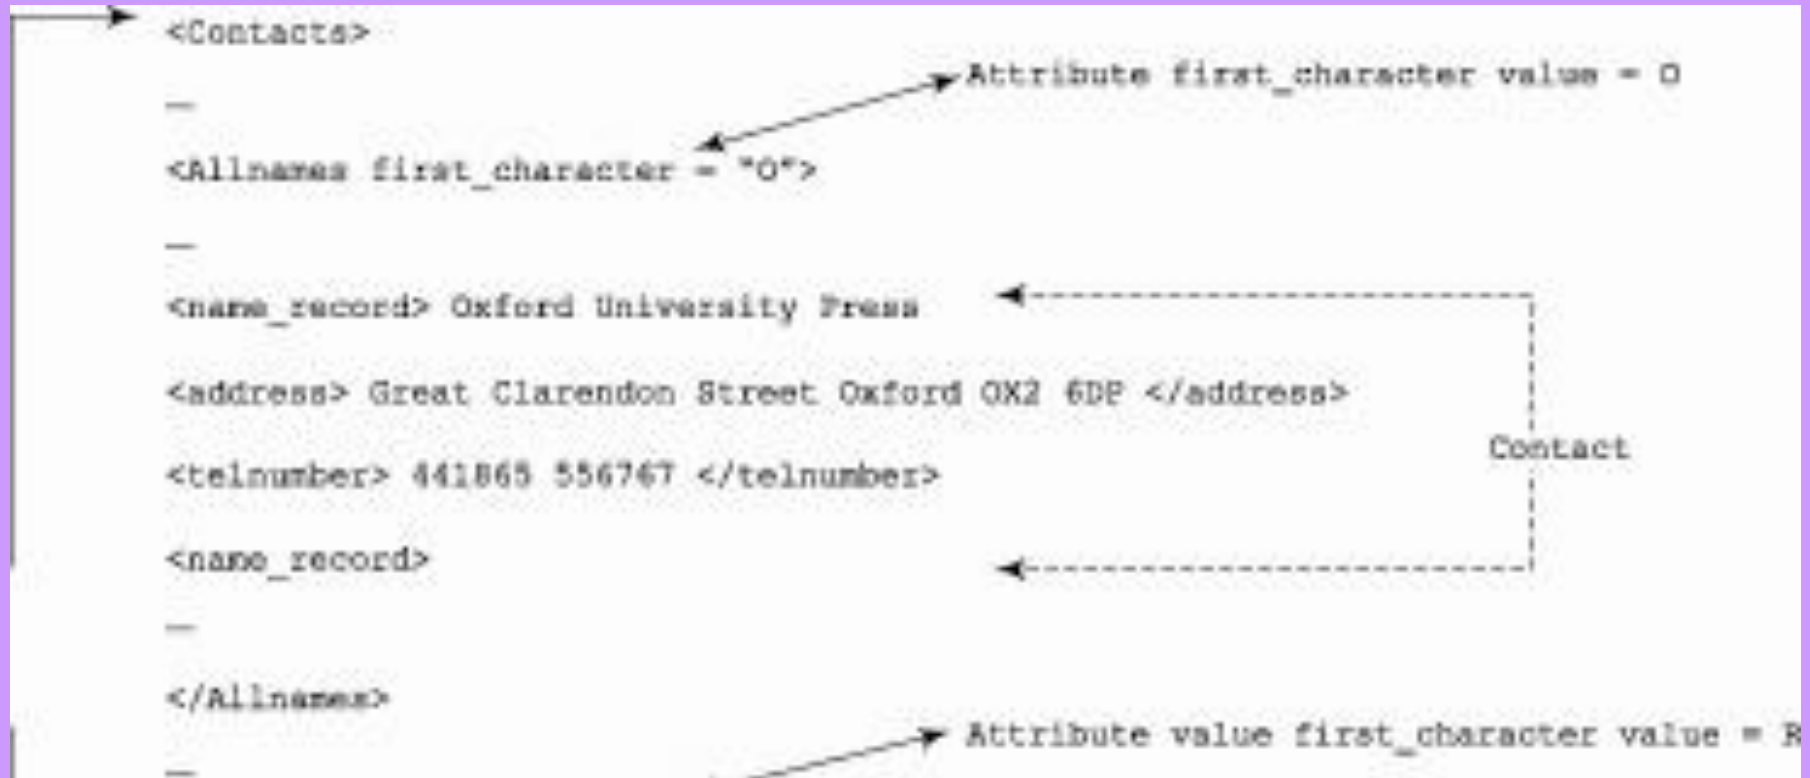 <Contacts>
Attribute first_character value = O
—
<Allnames first_character = "O">
—
<name_record> Oxford University Press
<address> Great Clarendon Street Oxford OX2 6DP </address>
Contact
<telnumber> 441865 556767 </telnumber>
<name_record>
—
</Allnames>
Attribute value first_character value = R
—